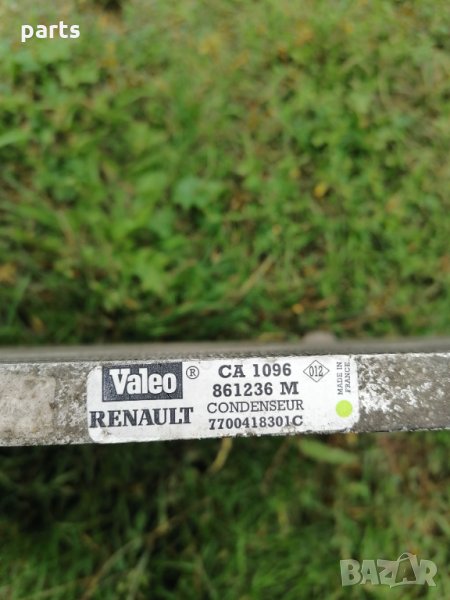 parts
Valeo ® CA 1096 012
861236 M
RENAULT CONDENSEUR
7700418301C
MADE IN
FRANCE
BAZAR